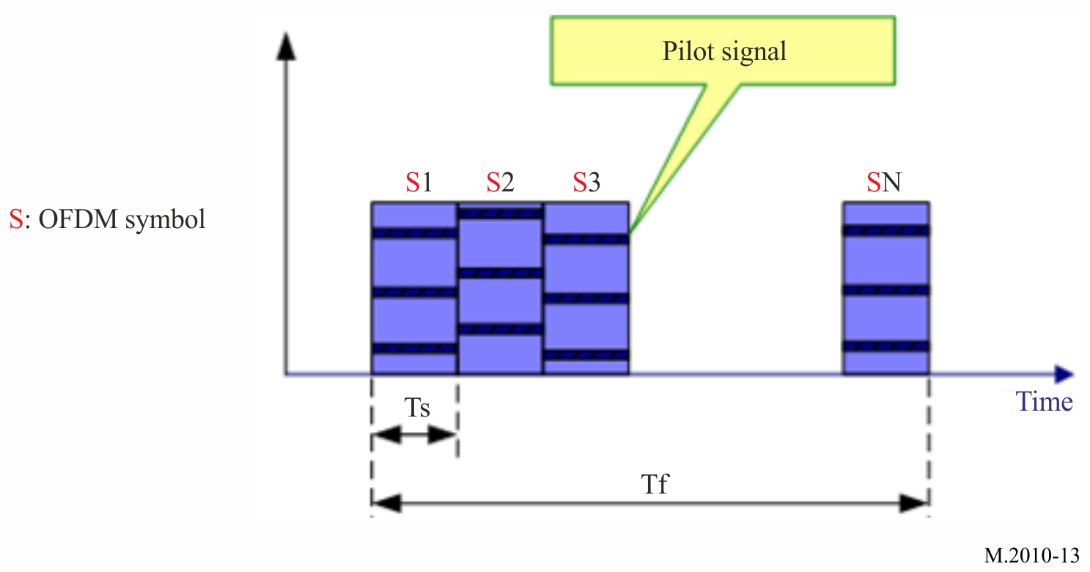 Pilot signal
S1 S2 S3 SN
S: OFDM symbol
Time
Ts
Tf
M.2010-13